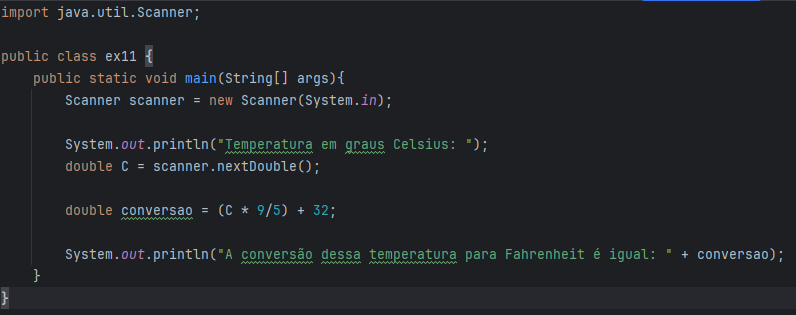 import java.util.Scanner;
public class ex11 {
public static void main(String[] args){
Scanner scanner = new Scanner(System.in);
System.out.println("Temperatura em graus Celsius: ");
double C = scanner.nextDouble();
double conversao = (C * 9/5) + 32;
System.out.println("A conversão dessa temperatura para Fahrenheit é igual: " + conversao);
}
}